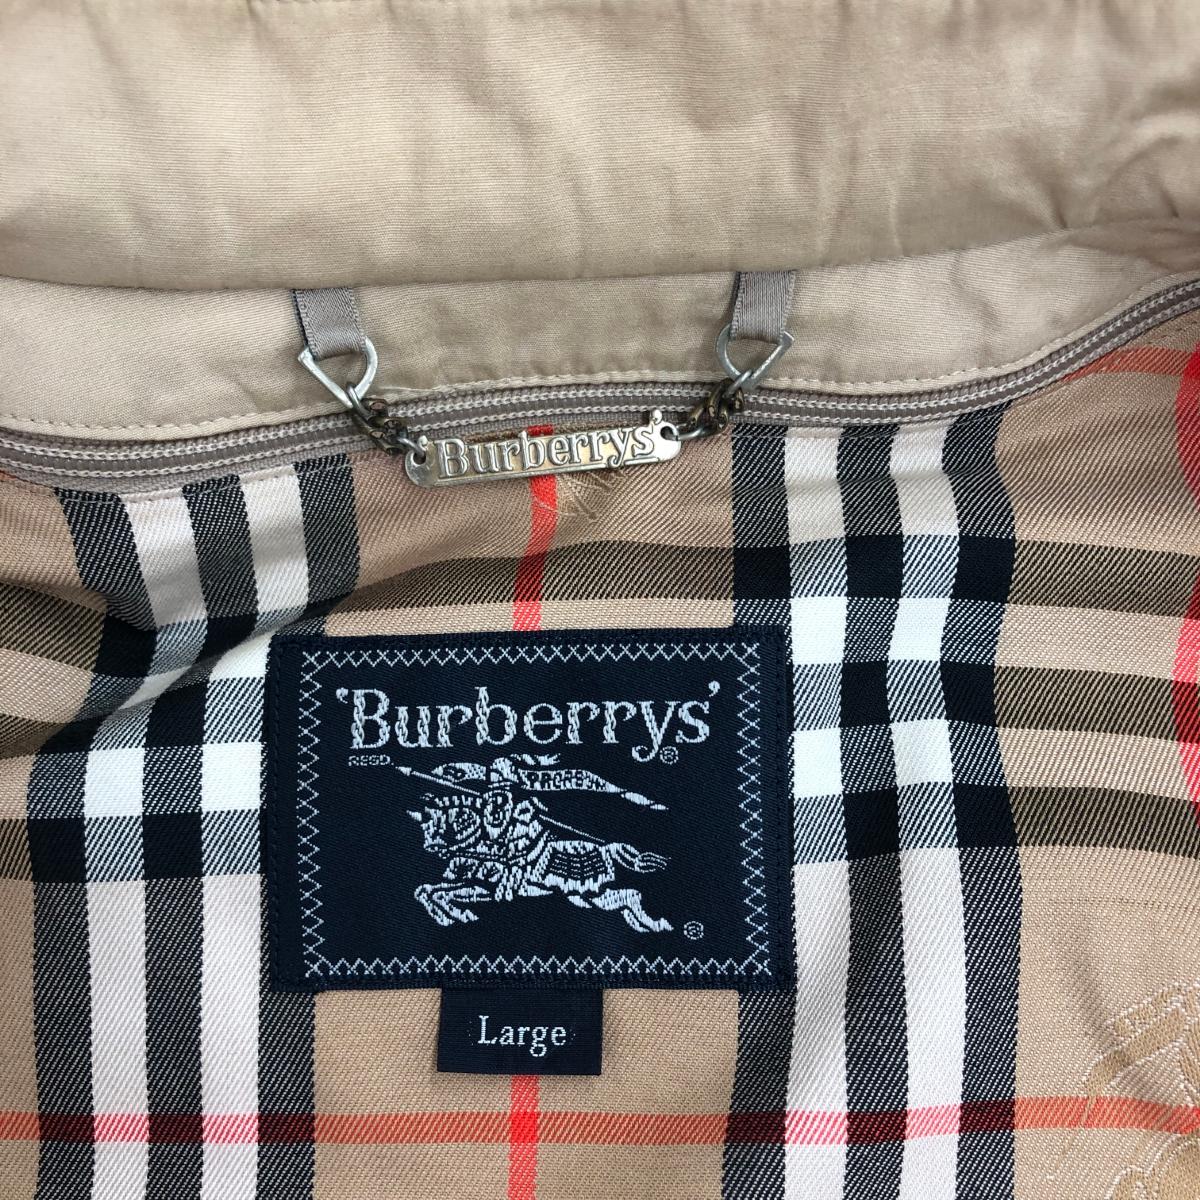 Burberrys
'Burberrys'
REGD. ®
PRORSUM
®
Large